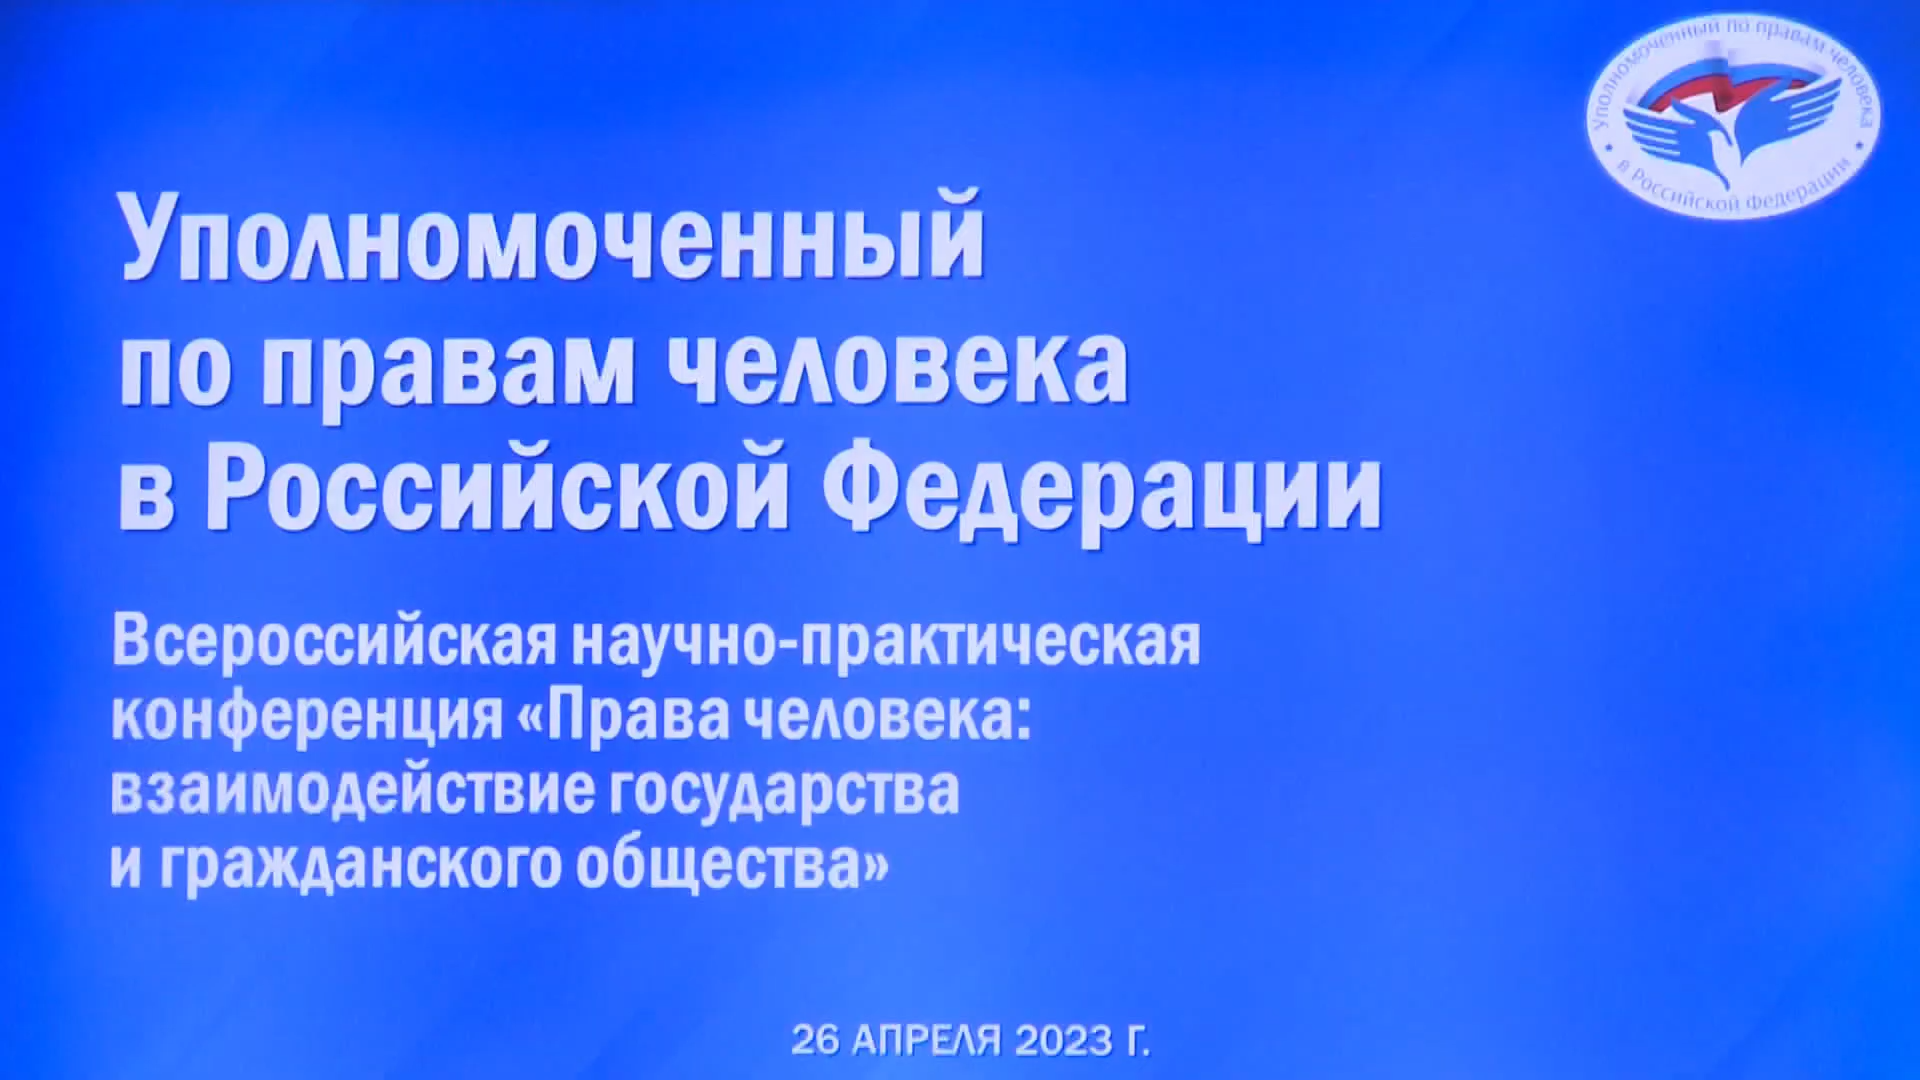 Уполномоченный по правам человека
в Российской Федерации
Уполномоченный
по правам человека
в Российской Федерации
Всероссийская научно-практическая
конференция «Права человека:
взаимодействие государства
и гражданского общества»
26 АПРЕЛЯ 2023 Г.